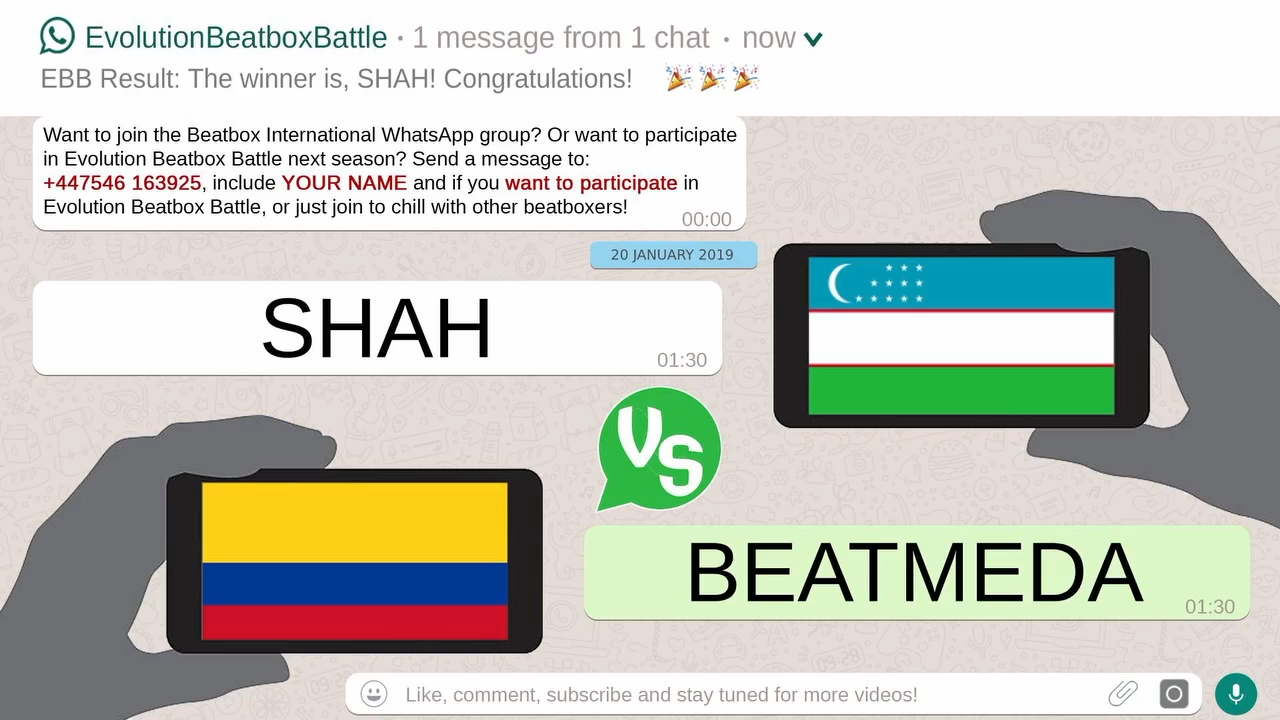 EvolutionBeatboxBattle · 1 message from 1 chat · now
EBB Result: The winner is, SHAH! Congratulations! 🎉🎉🎉
Want to join the Beatbox International WhatsApp group? Or want to participate
in Evolution Beatbox Battle next season? Send a message to:
+447546 163925, include YOUR NAME and if you want to participate in
Evolution Beatbox Battle, or just join to chill with other beatboxers!
00:00
20 JANUARY 2019
SHAH
01:30
VS
BEATMEDA
01:30
Like, comment, subscribe and stay tuned for more videos!